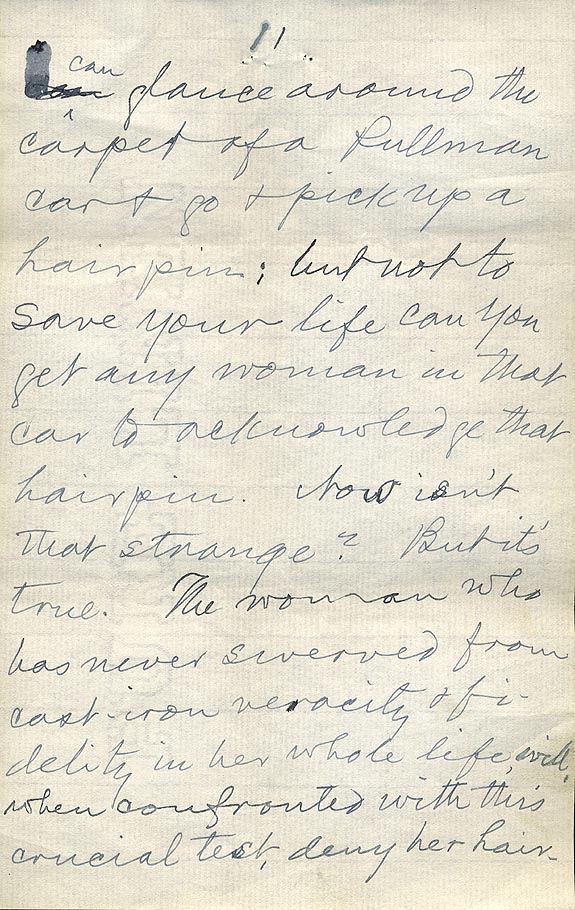 11
can
glance around the
carpet of a Pullman
car & go & pick up a
hairpin; but not to
save your life can you
get any woman in that
car to acknowledge that
hairpin. Now isn't
that strange? But it's
true. The woman who
has never swerved from
cast-iron veracity & fi-
delity in her whole life, will,
when confronted with this
crucial test, deny her hair-